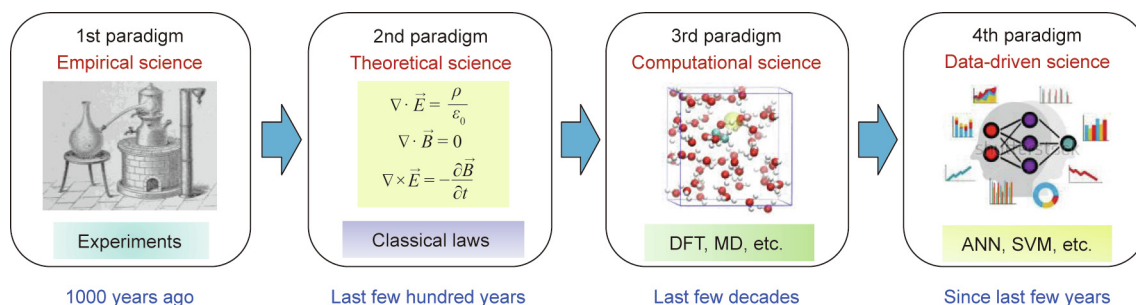 1st paradigm
Empirical science
Experiments
1000 years ago
2nd paradigm
Theoretical science
∇· E⃗ = ρ/ε₀
∇· B⃗ = 0
∇× E⃗ = −∂B⃗/∂t
Classical laws
Last few hundred years
3rd paradigm
Computational science
DFT, MD, etc.
Last few decades
4th paradigm
Data-driven science
ANN, SVM, etc.
Since last few years